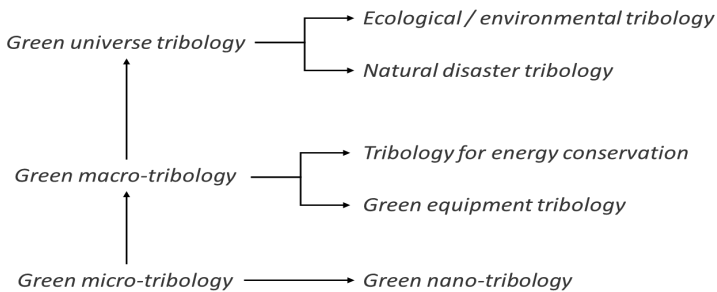 Ecological / environmental tribology
Green universe tribology
Natural disaster tribology
Tribology for energy conservation
Green macro-tribology
Green equipment tribology
Green micro-tribology
Green nano-tribology